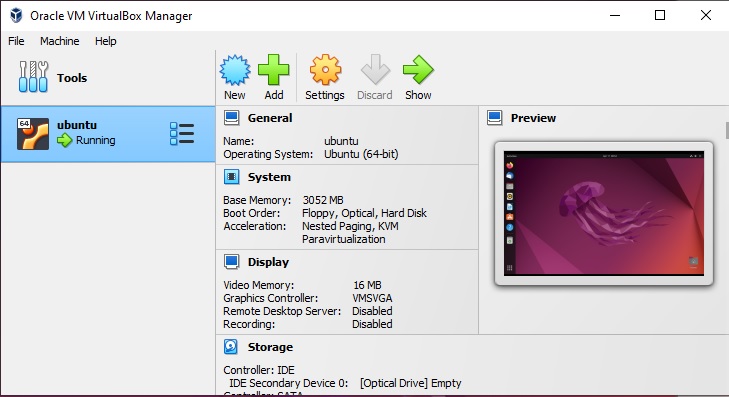 Oracle VM VirtualBox Manager
File Machine Help
Tools
New Add Settings Discard Show
64
ubuntu
Running
General
Name: ubuntu
Operating System: Ubuntu (64-bit)
System
Base Memory: 3052 MB
Boot Order: Floppy, Optical, Hard Disk
Acceleration: Nested Paging, KVM
Paravirtualization
Display
Video Memory: 16 MB
Graphics Controller: VMSVGA
Remote Desktop Server: Disabled
Recording: Disabled
Storage
Controller: IDE
IDE Secondary Device 0: [Optical Drive] Empty
Controller: SATA
Preview